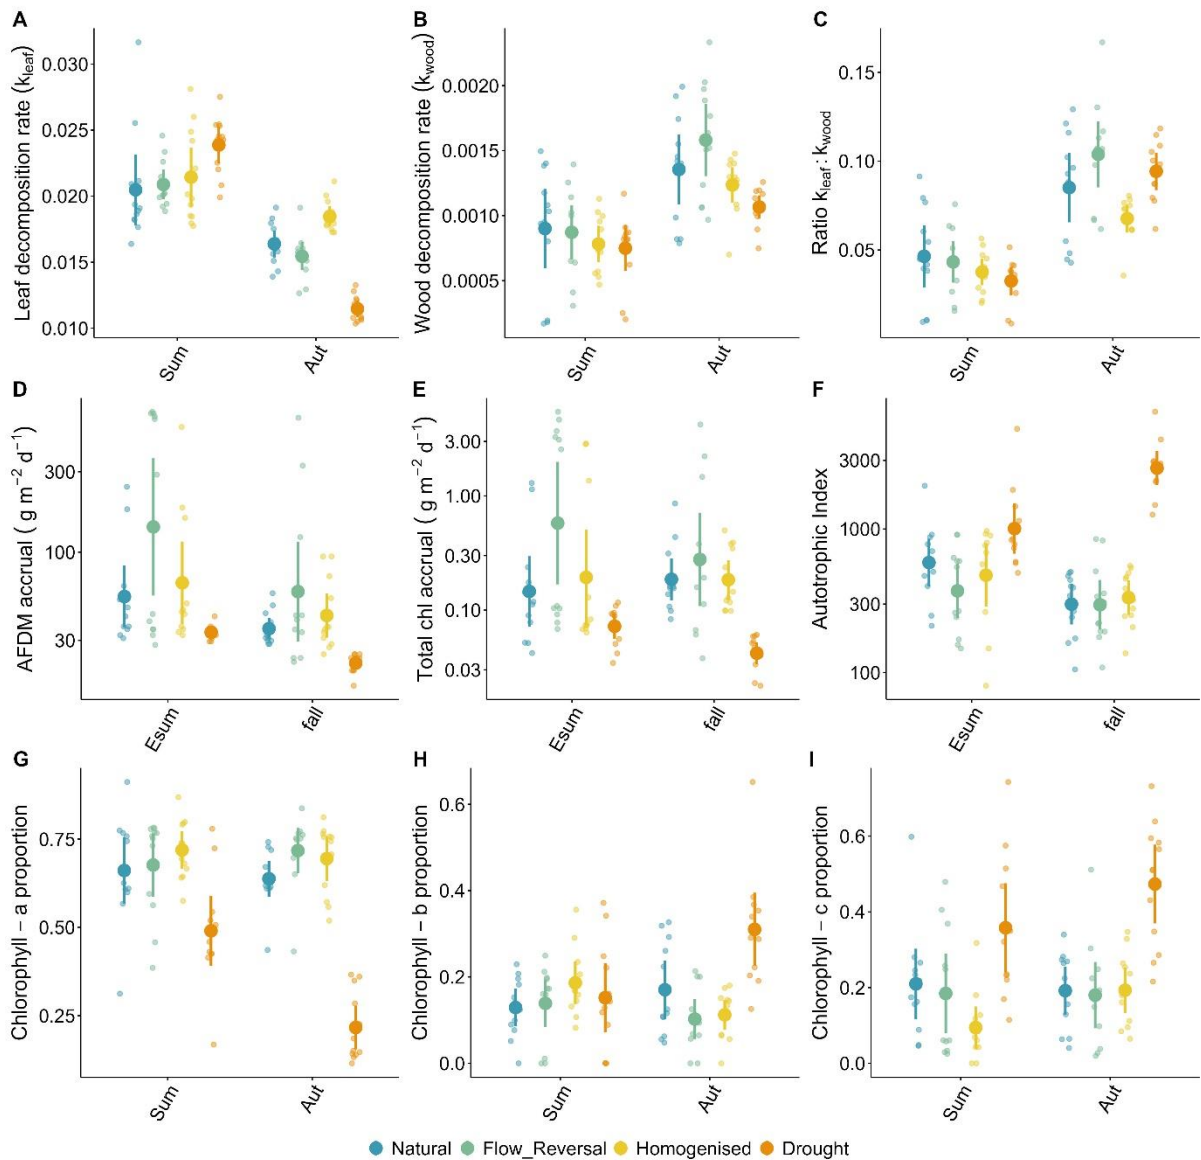 A
Leaf decomposition rate (k_leaf)
0.030
0.025
0.020
0.015
0.010
Sum
Aut
B
Wood decomposition rate (k_wood)
0.0020
0.0015
0.0010
0.0005
Sum
Aut
C
Ratio k_leaf: k_wood
0.15
0.10
0.05
Sum
Aut
D
AFDM accrual ( g m⁻² d⁻¹)
300
100
30
Esum
fall
E
Total chl accrual ( g m⁻² d⁻¹)
3.00
1.00
0.30
0.10
0.03
Esum
fall
F
Autotrophic Index
3000
1000
300
100
Esum
fall
G
Chlorophyll – a proportion
0.75
0.50
0.25
Sum
Aut
H
Chlorophyll – b proportion
0.6
0.4
0.2
0.0
Sum
Aut
I
Chlorophyll – c proportion
0.6
0.4
0.2
0.0
Sum
Aut
Natural Flow_Reversal Homogenised Drought